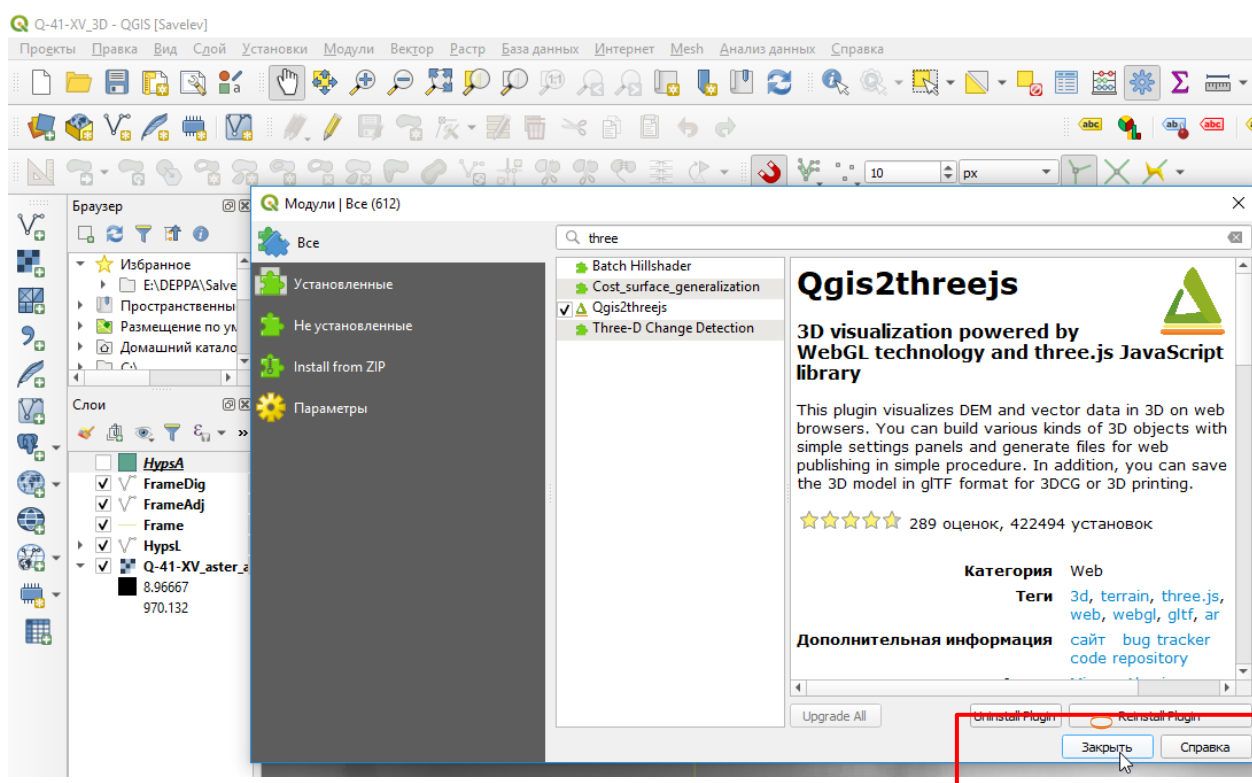 Q-41-XV_3D - QGIS [Savelev]
Проекты Правка Вид Слой Установки Модули Вектор Растр База данных Интернет Mesh Анализ данных Справка
1:1
abc abc abc
10 px
Браузер
Избранное
E:\DEPPA\Salve
Пространственны
Размещение по ум
Домашний катало
C:\
Слои
HypsA
FrameDig
FrameAdj
Frame
HypsL
Q-41-XV_aster_a
8.96667
970.132
Модули | Все (612)
Все
Установленные
Не установленные
Install from ZIP
Параметры
three
Batch Hillshader
Cost_surface_generalization
Qgis2threejs
Three-D Change Detection
Qgis2threejs
3D visualization powered by
WebGL technology and three.js JavaScript
library
This plugin visualizes DEM and vector data in 3D on web
browsers. You can build various kinds of 3D objects with
simple settings panels and generate files for web
publishing in simple procedure. In addition, you can save
the 3D model in glTF format for 3DCG or 3D printing.
289 оценок, 422494 установок
Категория Web
Теги 3d, terrain, three.js,
web, webgl, gltf, ar
Дополнительная информация сайт bug tracker
code repository
Upgrade All Uninstall Plugin Reinstall Plugin
Закрыть Справка